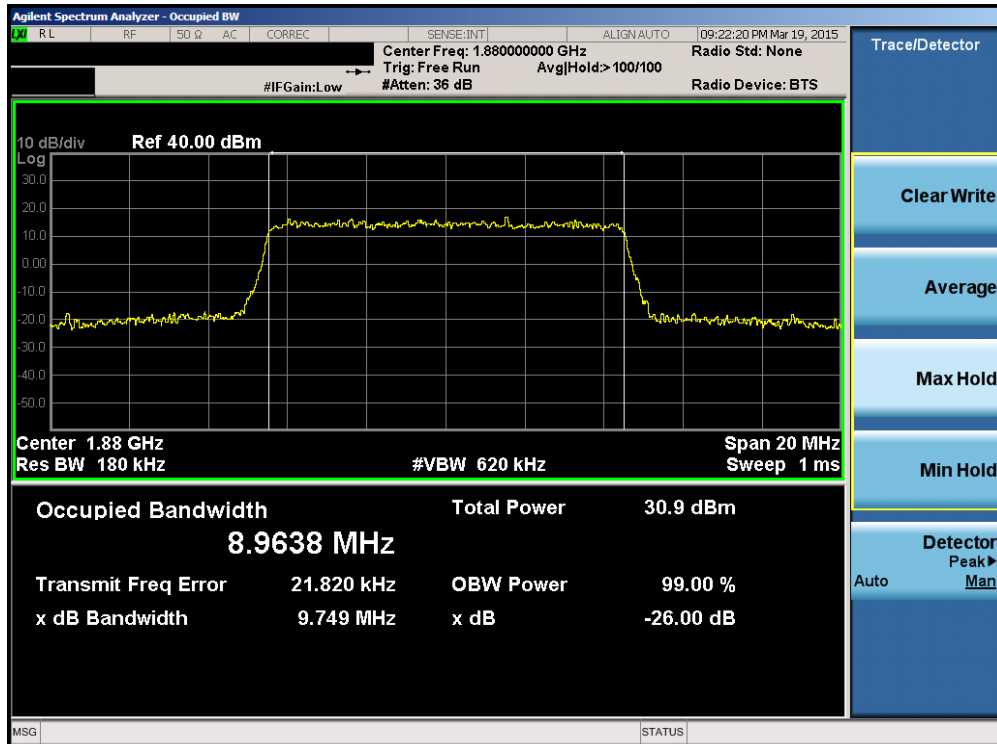 Agilent Spectrum Analyzer - Occupied BW
LXI RL RF 50 Ω AC CORREC SENSE:INT ALIGN AUTO 09:22:20 PM Mar 19, 2015
Center Freq: 1.880000000 GHz Radio Std: None
Trig: Free Run Avg|Hold:> 100/100
#IFGain:Low #Atten: 36 dB Radio Device: BTS
10 dB/div Ref 40.00 dBm
Log
30.0
20.0
10.0
0.00
-10.0
-20.0
-30.0
-40.0
-50.0
Center 1.88 GHz Span 20 MHz
Res BW 180 kHz #VBW 620 kHz Sweep 1 ms
Occupied Bandwidth Total Power 30.9 dBm
8.9638 MHz
Transmit Freq Error 21.820 kHz OBW Power 99.00 %
x dB Bandwidth 9.749 MHz x dB -26.00 dB
MSG STATUS
Trace/Detector
Clear Write
Average
Max Hold
Min Hold
Detector
Peak▶
Auto Man